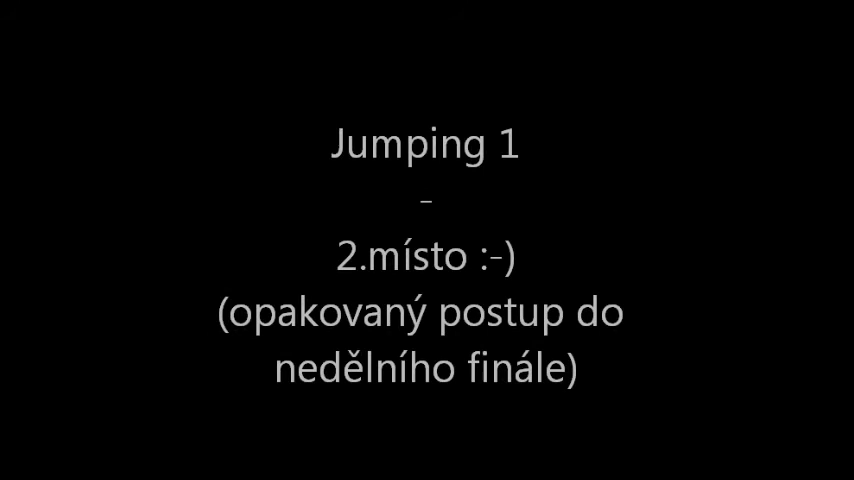 Jumping 1
-
2.místo :-)
(opakovaný postup do
nedělního finále)